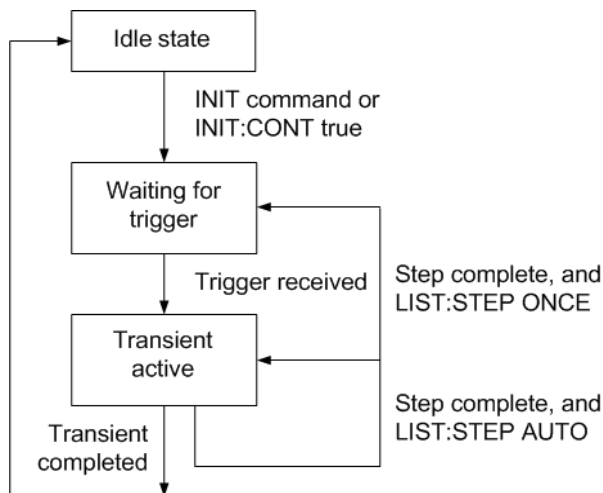 Idle state
INIT command or
INIT:CONT true
Waiting for
trigger
Trigger received
Step complete, and
LIST:STEP ONCE
Transient
active
Step complete, and
LIST:STEP AUTO
Transient
completed